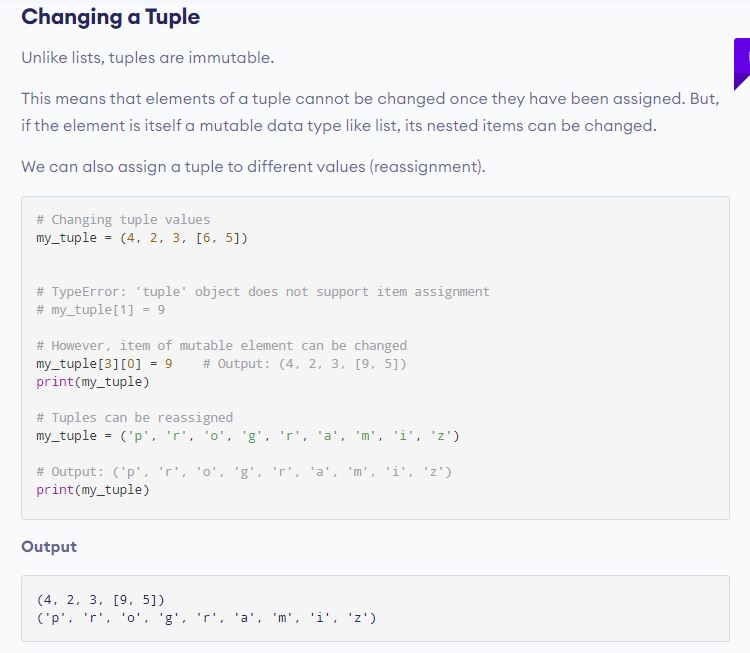 Changing a Tuple
Unlike lists, tuples are immutable.
This means that elements of a tuple cannot be changed once they have been assigned. But,
if the element is itself a mutable data type like list, its nested items can be changed.
We can also assign a tuple to different values (reassignment).
# Changing tuple values
my_tuple = (4, 2, 3, [6, 5])
# TypeError: 'tuple' object does not support item assignment
# my_tuple[1] = 9
# However, item of mutable element can be changed
my_tuple[3][0] = 9    # Output: (4, 2, 3, [9, 5])
print(my_tuple)
# Tuples can be reassigned
my_tuple = ('p', 'r', 'o', 'g', 'r', 'a', 'm', 'i', 'z')
# Output: ('p', 'r', 'o', 'g', 'r', 'a', 'm', 'i', 'z')
print(my_tuple)
Output
(4, 2, 3, [9, 5])
('p', 'r', 'o', 'g', 'r', 'a', 'm', 'i', 'z')